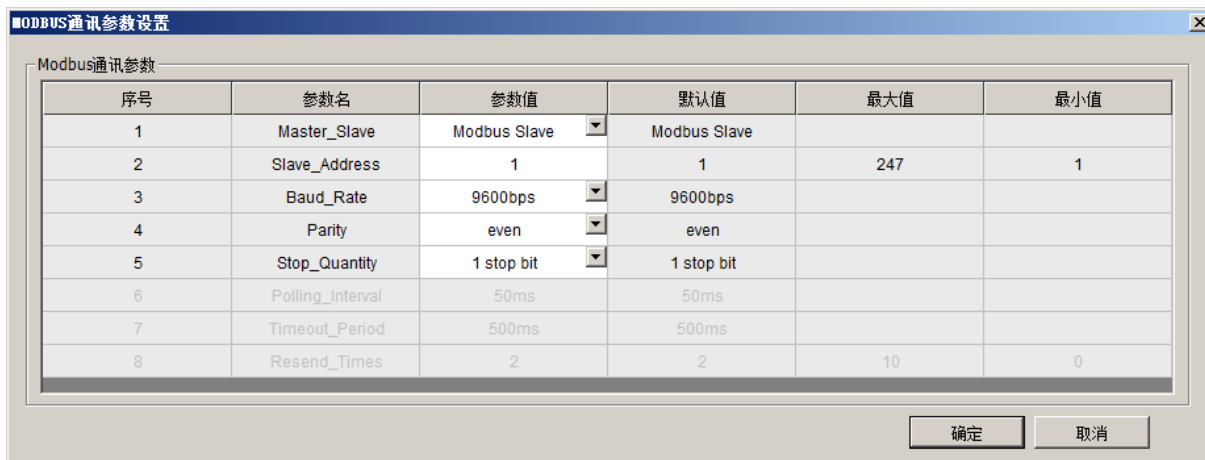 MODBUS通讯参数设置
Modbus通讯参数
序号 参数名 参数值 默认值 最大值 最小值
1 Master_Slave Modbus Slave Modbus Slave
2 Slave_Address 1 1 247 1
3 Baud_Rate 9600bps 9600bps
4 Parity even even
5 Stop_Quantity 1 stop bit 1 stop bit
6 Polling_Interval 50ms 50ms
7 Timeout_Period 500ms 500ms
8 Resend_Times 2 2 10 0
确定 取消